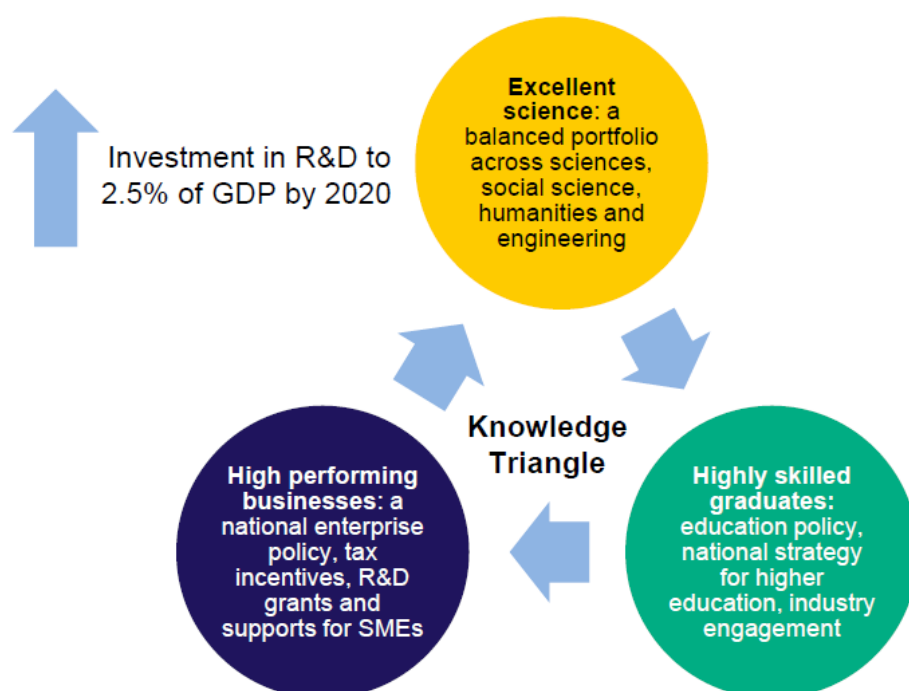 Excellent
science: a
balanced portfolio
across sciences,
social science,
humanities and
engineering
Investment in R&D to
2.5% of GDP by 2020
Knowledge
Triangle
High performing
businesses: a
national enterprise
policy, tax
incentives, R&D
grants and
supports for SMEs
Highly skilled
graduates:
education policy,
national strategy
for higher
education, industry
engagement